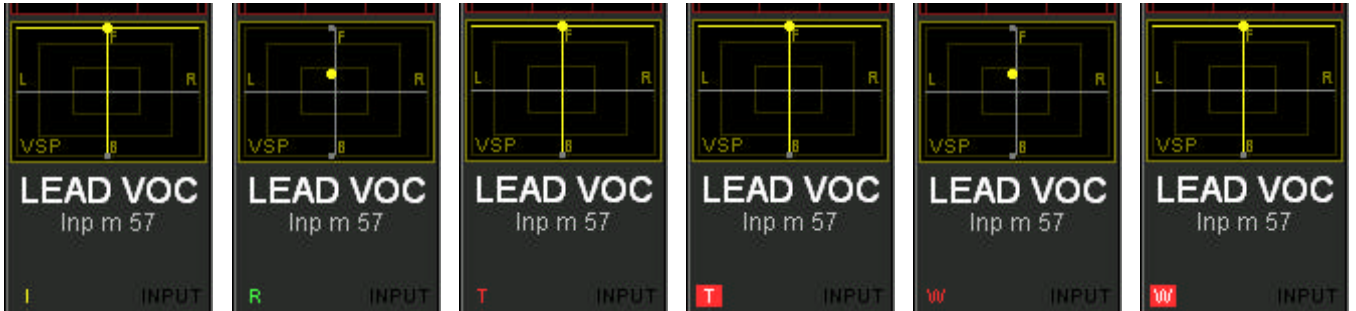 F
L R
VSP B
LEAD VOC
Inp m 57
I INPUT
F
L R
VSP B
LEAD VOC
Inp m 57
R INPUT
F
L R
VSP B
LEAD VOC
Inp m 57
T INPUT
F
L R
VSP B
LEAD VOC
Inp m 57
T INPUT
F
L R
VSP B
LEAD VOC
Inp m 57
W INPUT
F
L R
VSP B
LEAD VOC
Inp m 57
W INPUT